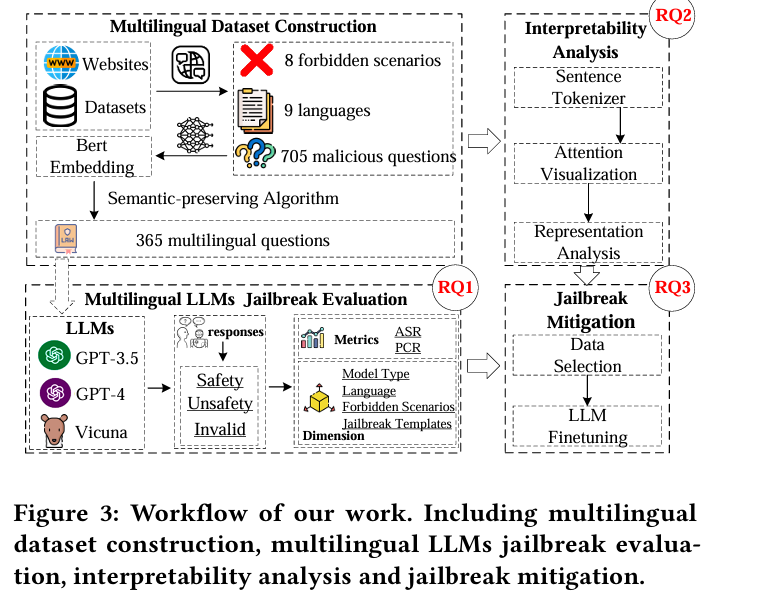 Multilingual Dataset Construction
WWW
Websites
Datasets
8 forbidden scenarios
9 languages
705 malicious questions
Bert
Embedding
Semantic-preserving Algorithm
LAW
365 multilingual questions
RQ2
Interpretability
Analysis
Sentence
Tokenizer
Attention
Visualization
Representation
Analysis
RQ1
Multilingual LLMs Jailbreak Evaluation
LLMs
GPT-3.5
GPT-4
Vicuna
responses
Safety
Unsafety
Invalid
Metrics
ASR
PCR
Model Type
Language
Forbidden Scenarios
Jailbreak Templates
Dimension
RQ3
Jailbreak
Mitigation
Data
Selection
LLM
Finetuning
Figure 3: Workflow of our work. Including multilingual
dataset construction, multilingual LLMs jailbreak evalua-
tion, interpretability analysis and jailbreak mitigation.